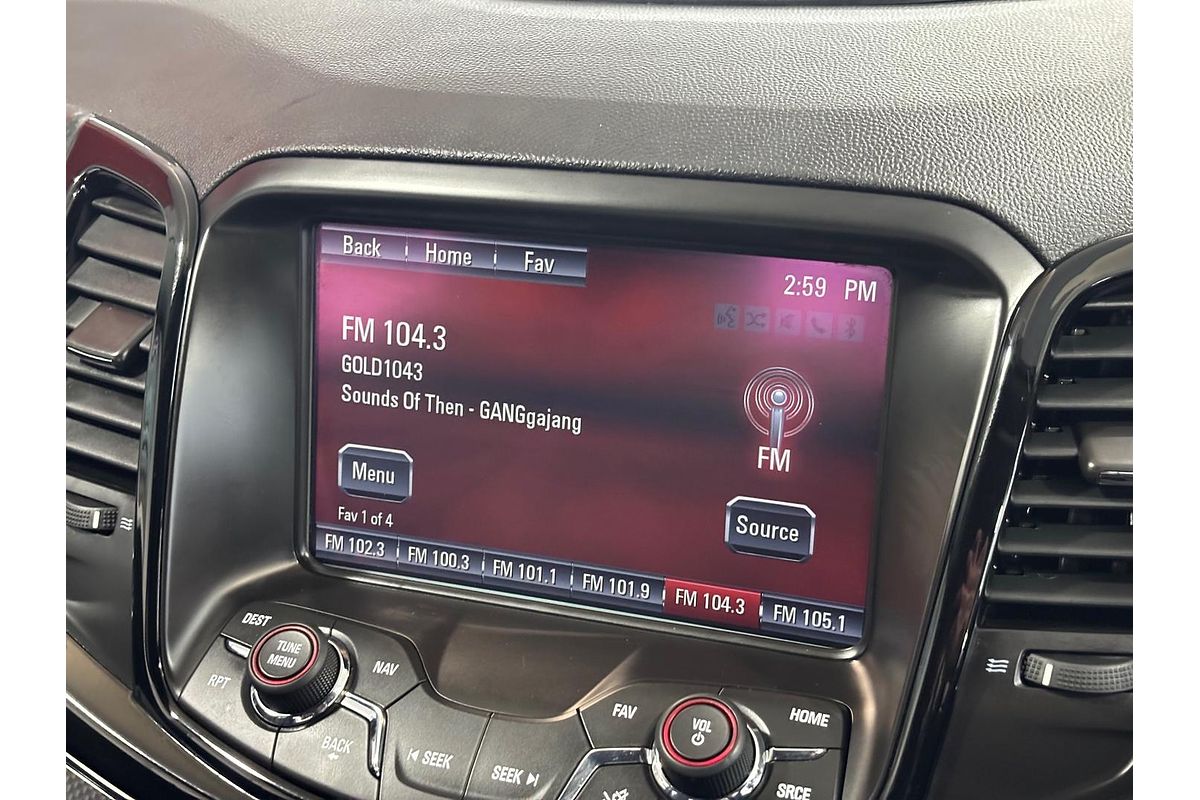 Back Home Fav
2:59 PM
FM 104.3
GOLD1043
Sounds Of Then - GANGgajang
FM
Menu
Source
Fav 1 of 4
FM 102.3 FM 100.3 FM 101.1 FM 101.9 FM 104.3 FM 105.1
DEST
TUNE
MENU
NAV
RPT
BACK
SEEK
SEEK
FAV
VOL
HOME
SRCE